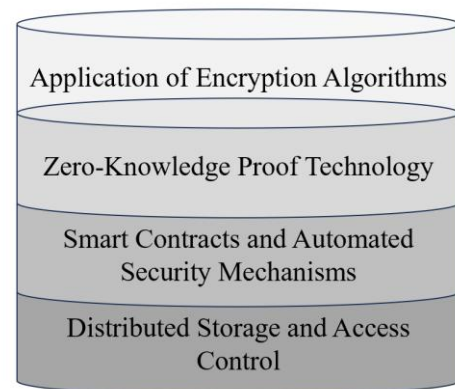 Application of Encryption Algorithms
Zero-Knowledge Proof Technology
Smart Contracts and Automated
Security Mechanisms
Distributed Storage and Access
Control